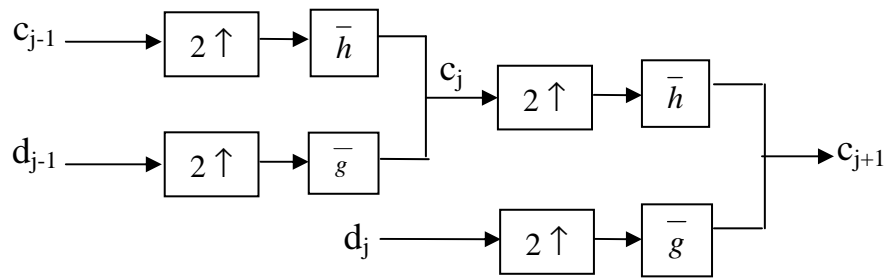 c_{j-1} 2↑ h̅
c_j 2↑ h̅
d_{j-1} 2↑ g̅
c_{j+1}
d_j 2↑ g̅